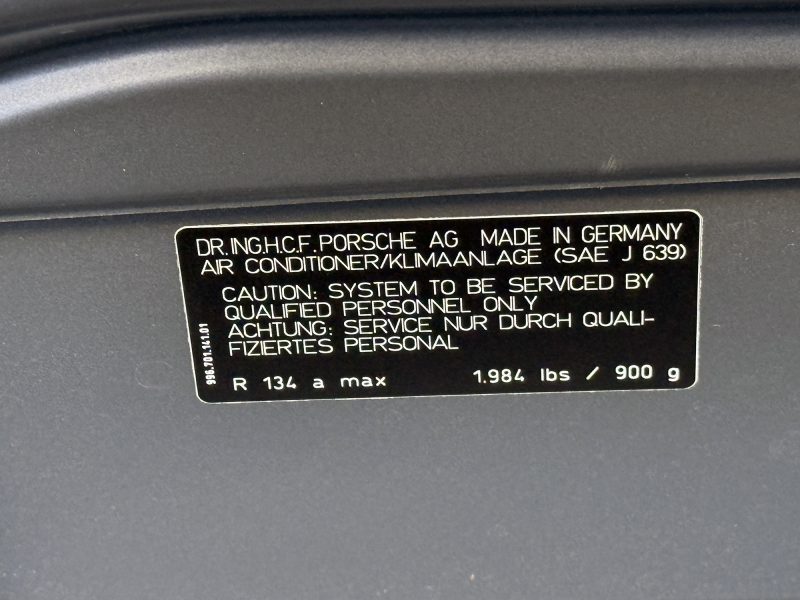 DR.ING.H.C.F.PORSCHE AG MADE IN GERMANY
AIR CONDITIONER/KLIMAANLAGE (SAE J 639)
CAUTION: SYSTEM TO BE SERVICED BY
QUALIFIED PERSONNEL ONLY
ACHTUNG: SERVICE NUR DURCH QUALI-
FIZIERTES PERSONAL
R 134 a max 1.984 lbs / 900 g
996.701.141.01